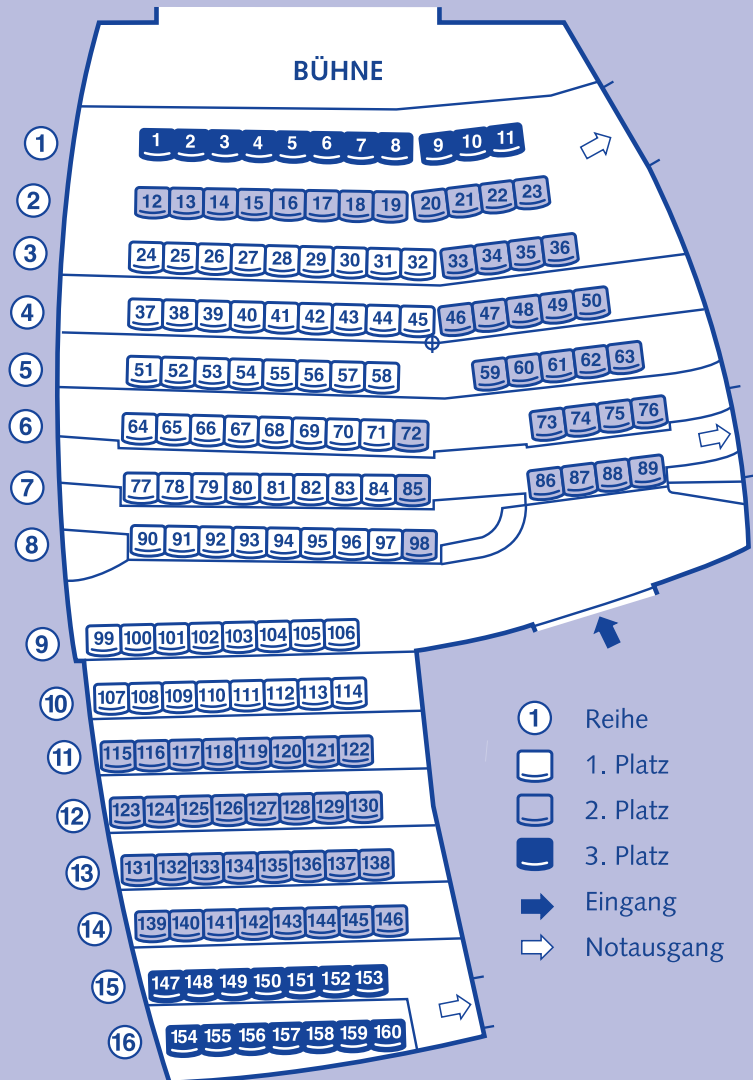 BÜHNE
1 1 2 3 4 5 6 7 8 9 10 11
2 12 13 14 15 16 17 18 19 20 21 22 23
3 24 25 26 27 28 29 30 31 32 33 34 35 36
4 37 38 39 40 41 42 43 44 45 46 47 48 49 50
5 51 52 53 54 55 56 57 58 59 60 61 62 63
6 64 65 66 67 68 69 70 71 72 73 74 75 76
7 77 78 79 80 81 82 83 84 85 86 87 88 89
8 90 91 92 93 94 95 96 97 98
9 99 100 101 102 103 104 105 106
10 107 108 109 110 111 112 113 114
11 115 116 117 118 119 120 121 122
12 123 124 125 126 127 128 129 130
13 131 132 133 134 135 136 137 138
14 139 140 141 142 143 144 145 146
15 147 148 149 150 151 152 153
16 154 155 156 157 158 159 160
1 Reihe
1. Platz
2. Platz
3. Platz
Eingang
Notausgang